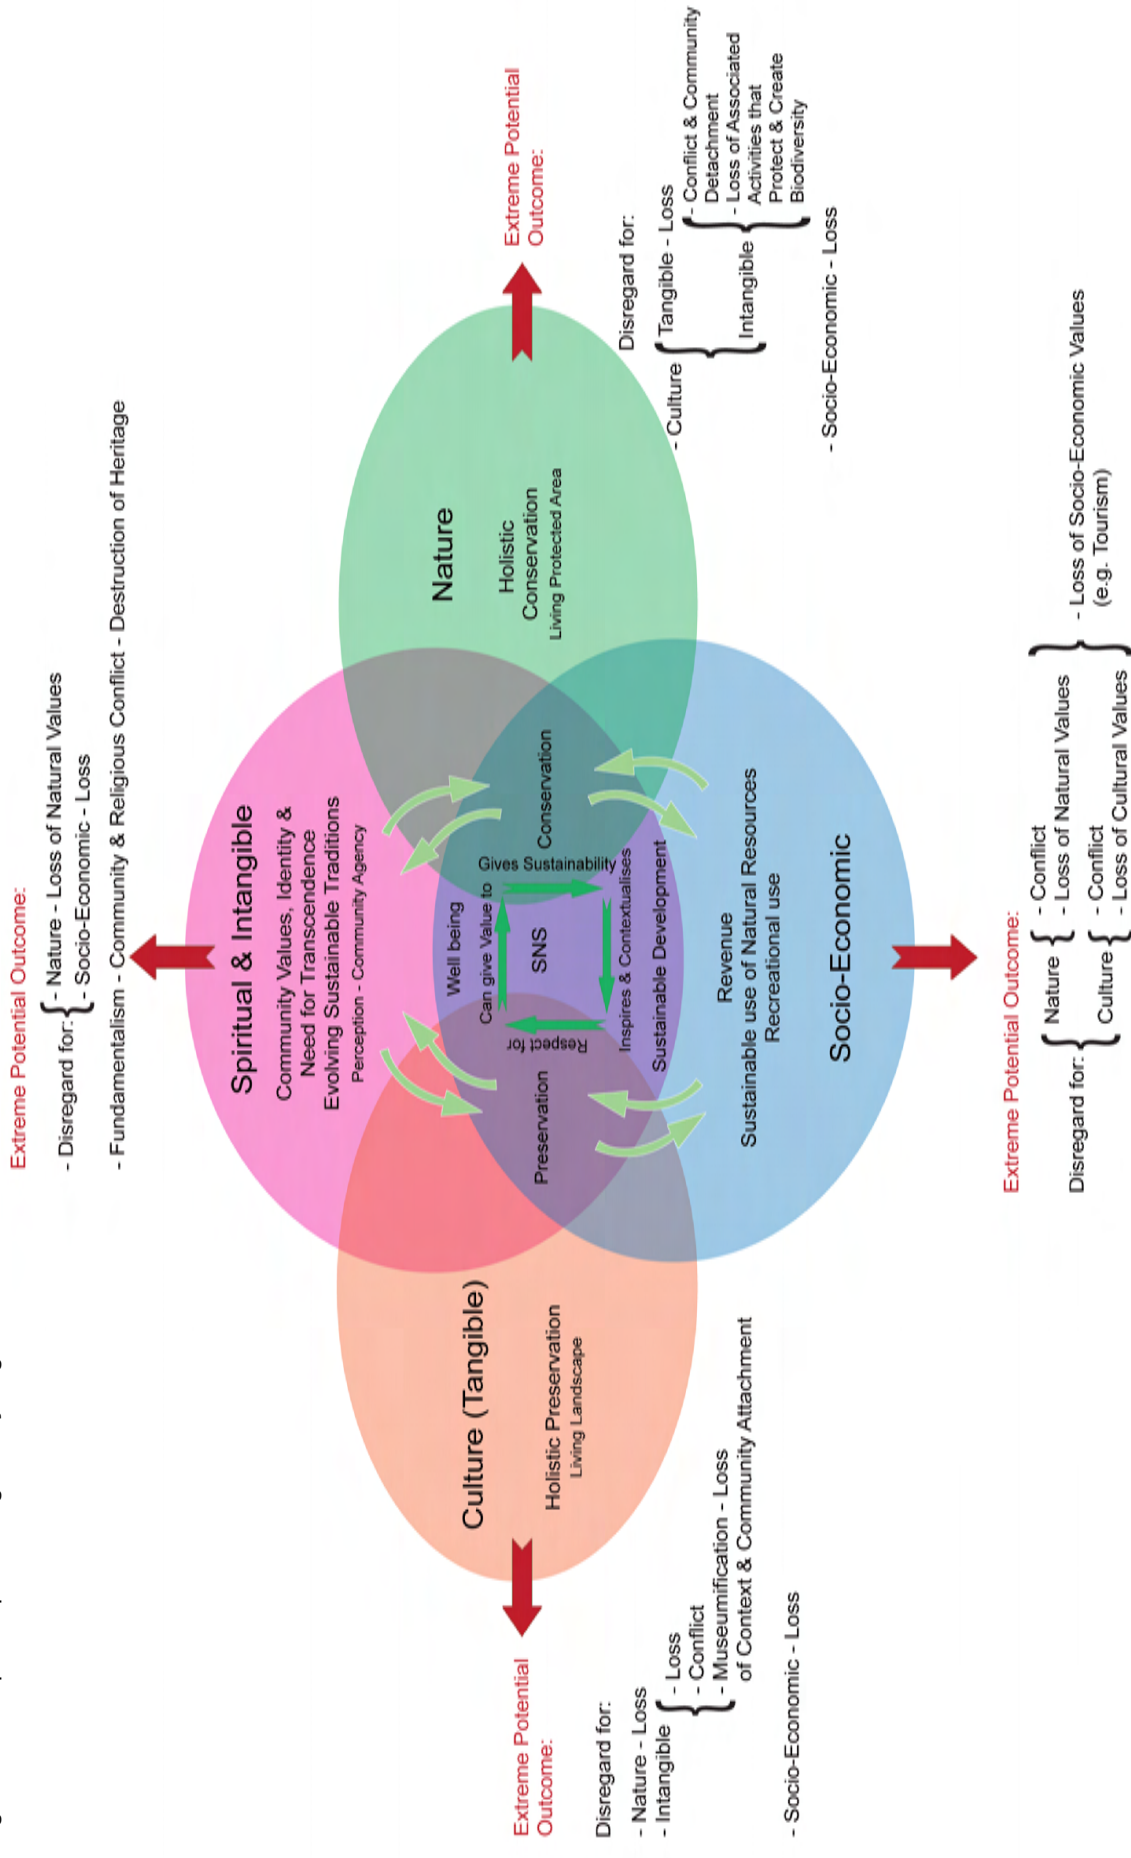 Extreme Potential Outcome:
- Disregard for:
- Nature - Loss of Natural Values
- Socio-Economic - Loss
- Fundamentalism - Community & Religious Conflict - Destruction of Heritage
Spiritual & Intangible
Community Values, Identity &
Need for Transcendence
Evolving Sustainable Traditions
Perception - Community Agency
Culture (Tangible)
Holistic Preservation
Living Landscape
Nature
Holistic
Conservation
Living Protected Area
Well being
Can give Value to
Gives Sustainability
SNS
Respect for
Inspires & Contextualises
Preservation
Conservation
Sustainable Development
Revenue
Sustainable use of Natural Resources
Recreational use
Socio-Economic
Extreme Potential
Outcome:
Disregard for:
- Nature - Loss
- Intangible
- Loss
- Conflict
- Museumification - Loss
of Context & Community Attachment
- Socio-Economic - Loss
Extreme Potential
Outcome:
Disregard for:
- Culture
Tangible - Loss
Intangible
- Conflict & Community
Detachment
- Loss of Associated
Activities that
Protect & Create
Biodiversity
- Socio-Economic - Loss
Extreme Potential Outcome:
Disregard for:
Nature
- Conflict
- Loss of Natural Values
Culture
- Conflict
- Loss of Cultural Values
- Loss of Socio-Economic Values
(e.g. Tourism)